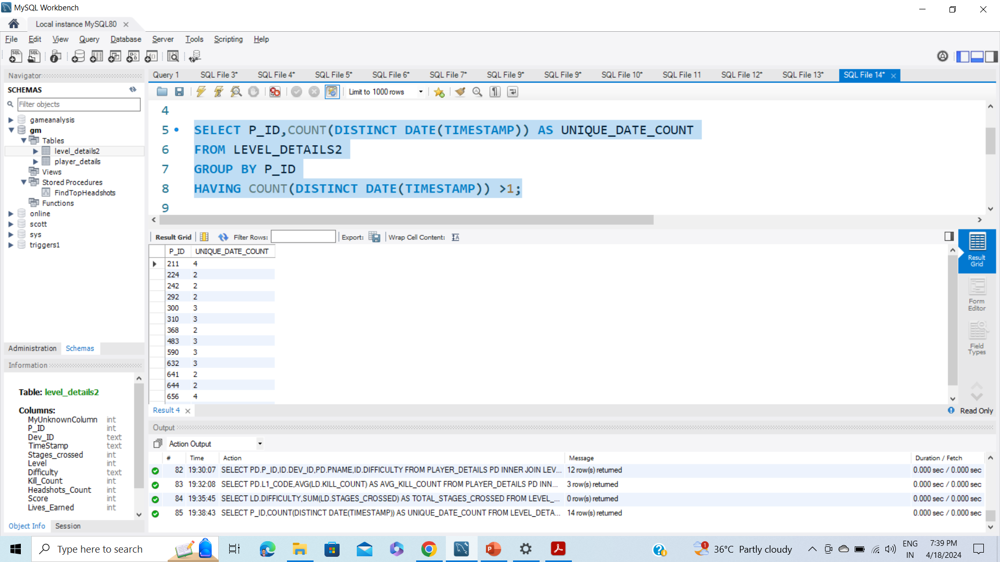 MySQL Workbench
Local instance MySQL80
File Edit View Query Database Server Tools Scripting Help
Navigator
SCHEMAS
Filter objects
gameanalysis
gm
Tables
level_details2
player_details
Views
Stored Procedures
FindTopHeadshots
Functions
online
scott
sys
triggers1
Administration Schemas
Information
Table: level_details2
Columns:
MyUnknownColumn int
P_ID int
Dev_ID text
TimeStamp text
Stages_crossed int
Level int
Difficulty text
Kill_Count int
Headshots_Count int
Score int
Lives_Earned int
Object Info Session
Query 1 SQL File 3* SQL File 4* SQL File 5* SQL File 6* SQL File 7* SQL File 9* SQL File 9* SQL File 10* SQL File 11 SQL File 12* SQL File 13* SQL File 14*
Limit to 1000 rows
4
5 SELECT P_ID,COUNT(DISTINCT DATE(TIMESTAMP)) AS UNIQUE_DATE_COUNT
6 FROM LEVEL_DETAILS2
7 GROUP BY P_ID
8 HAVING COUNT(DISTINCT DATE(TIMESTAMP)) >1;
9
Result Grid Filter Rows: Export: Wrap Cell Content:
P_ID UNIQUE_DATE_COUNT
211 4
224 2
242 2
292 2
300 3
310 3
368 2
483 3
590 3
632 3
641 2
644 2
656 4
Result Grid
Form Editor
Field Types
Result 4
Read Only
Output
Action Output
# Time Action Message Duration / Fetch
82 19:30:07 SELECT PD.P_ID,ID.DEV_ID,PD.PNAME,ID.DIFFICULTY FROM PLAYER_DETAILS PD INNER JOIN LEV... 12 row(s) returned 0.000 sec / 0.000 sec
83 19:32:08 SELECT PD.L1_CODE,AVG(LD.KILL_COUNT) AS AVG_KILL_COUNT FROM PLAYER_DETAILS PD INN... 3 row(s) returned 0.000 sec / 0.000 sec
84 19:35:45 SELECT LD.DIFFICULTY,SUM(LD.STAGES_CROSSED) AS TOTAL_STAGES_CROSSED FROM LEVEL_... 0 row(s) returned 0.000 sec / 0.000 sec
85 19:38:43 SELECT P_ID,COUNT(DISTINCT DATE(TIMESTAMP)) AS UNIQUE_DATE_COUNT FROM LEVEL_DETA... 14 row(s) returned 0.000 sec / 0.000 sec
Type here to search
36°C Partly cloudy
ENG
IN
7:39 PM
4/18/2024